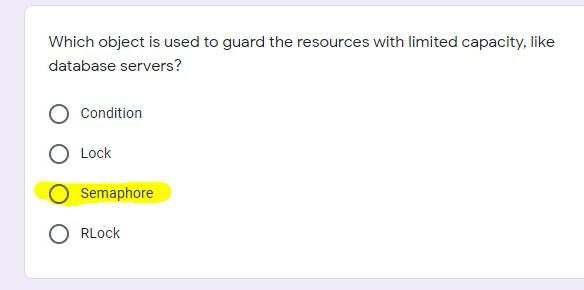 Which object is used to guard the resources with limited capacity, like
database servers?
Condition
Lock
Semaphore
RLock